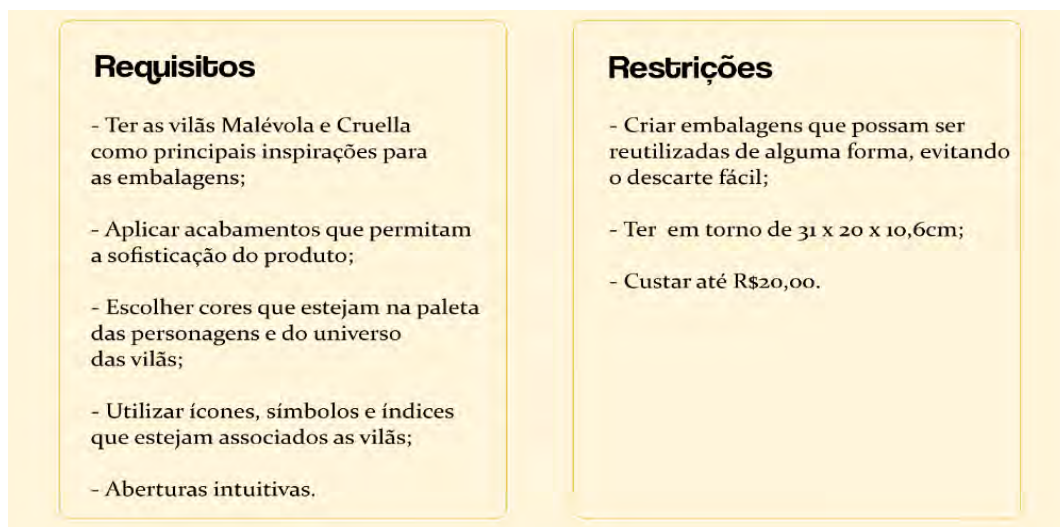 Requisitos
- Ter as vilãs Malévola e Cruella
como principais inspirações para
as embalagens;
- Aplicar acabamentos que permitam
a sofisticação do produto;
- Escolher cores que estejam na paleta
das personagens e do universo
das vilãs;
- Utilizar ícones, símbolos e índices
que estejam associados as vilãs;
- Aberturas intuitivas.
Restrições
- Criar embalagens que possam ser
reutilizadas de alguma forma, evitando
o descarte fácil;
- Ter em torno de 31 x 20 x 10,6cm;
- Custar até R$20,00.